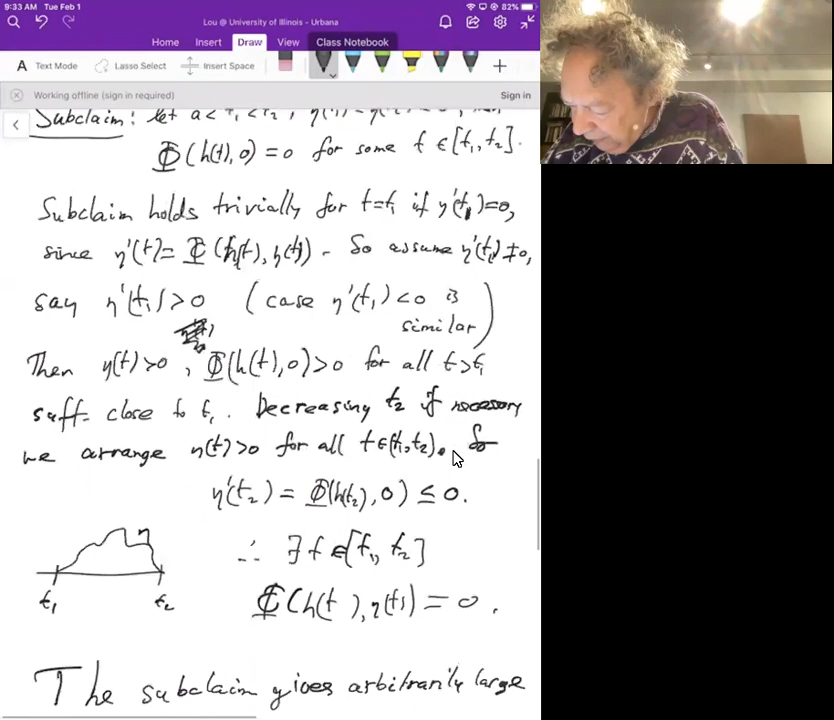 9:33 AM Tue Feb 1
82%
Lou @ University of Illinois - Urbana
Home Insert Draw View Class Notebook
A Text Mode Lasso Select Insert Space
Working offline (sign in required) Sign in
Subclaim: let a<t₁<t₂,
Φ(h(t),0)=0 for some t∈[t₁,t₂].
Subclaim holds trivially for t=t₁ if η'(t₁)=0,
since η'(t)=Φ(h(t),η(t)). So assume η'(t₁)≠0,
say η'(t₁)>0 (case η'(t₁)<0 is
similar)
Then η(t)>0, Φ(h(t),0)>0 for all t>t₁
suff. close to t₁. Decreasing t₂ if necessary
we arrange η(t)>0 for all t∈(t₁,t₂). So
η'(t₂)=Φ(h(t₂),0)≤0.
η
∴ ∃t∈[t₁,t₂]
t₁ t₂
Φ(h(t),η(t))=0.
The subclaim gives arbitrarily large